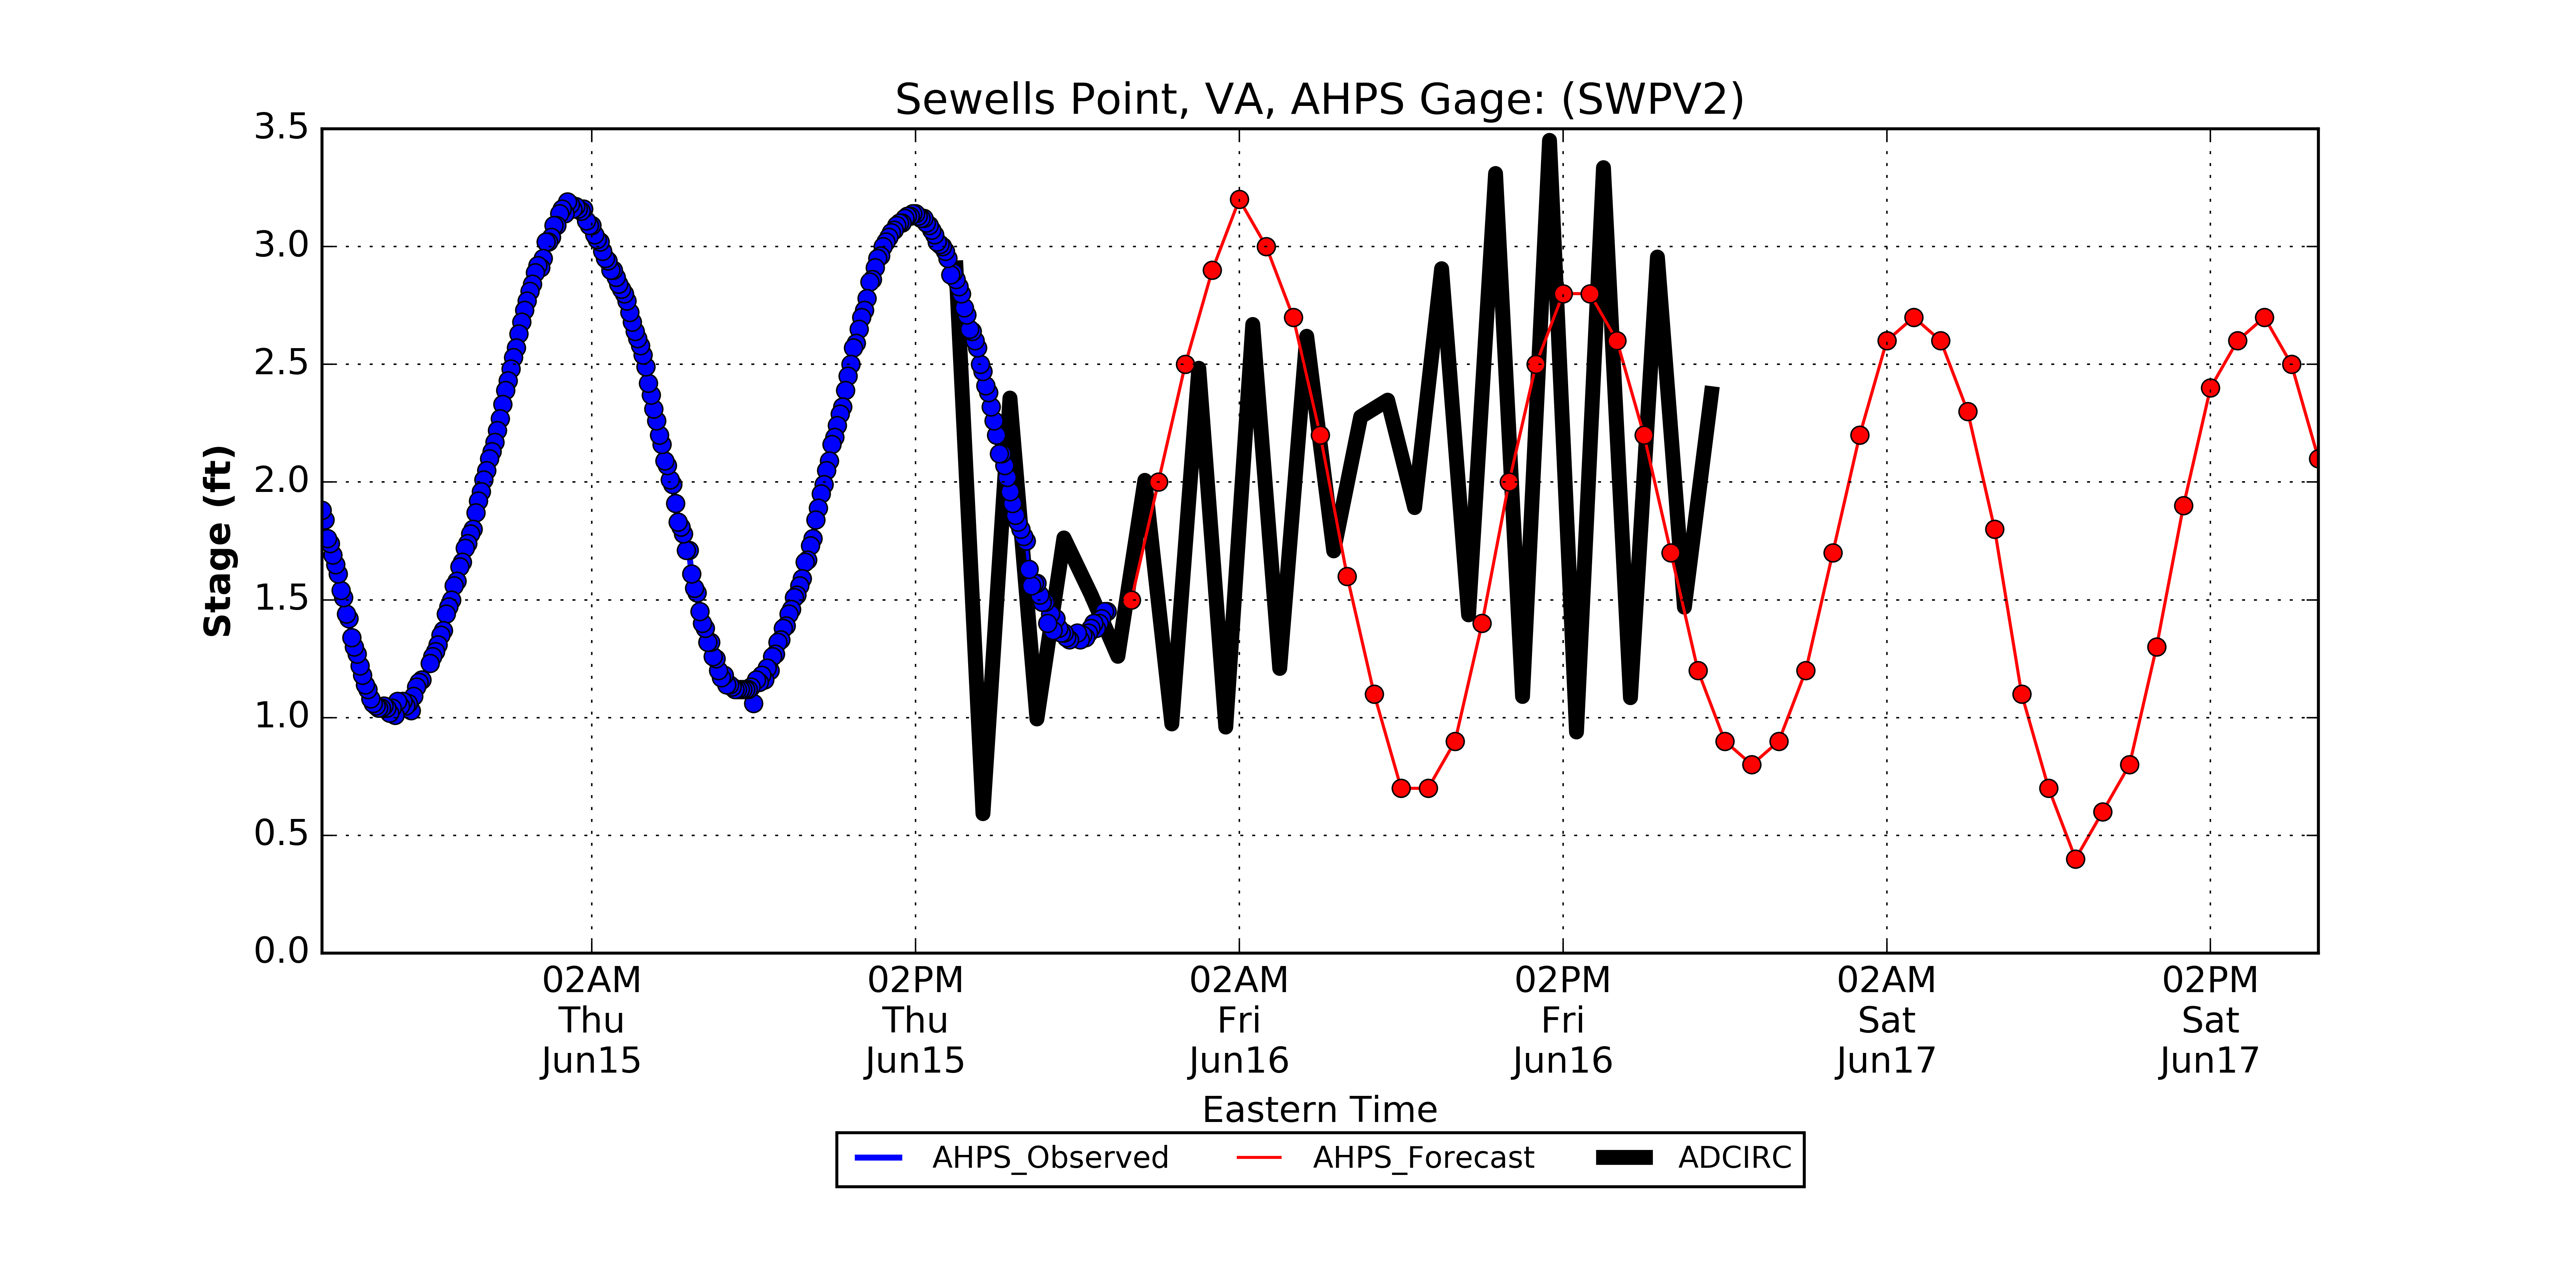 Sewells Point, VA, AHPS Gage: (SWPV2)
3.5
3.0
2.5
2.0
1.5
1.0
0.5
0.0
Stage (ft)
02AM 02PM 02AM 02PM 02AM 02PM
Thu Thu Fri Fri Sat Sat
Jun15 Jun15 Jun16 Jun16 Jun17 Jun17
Eastern Time
AHPS_Observed AHPS_Forecast ADCIRC